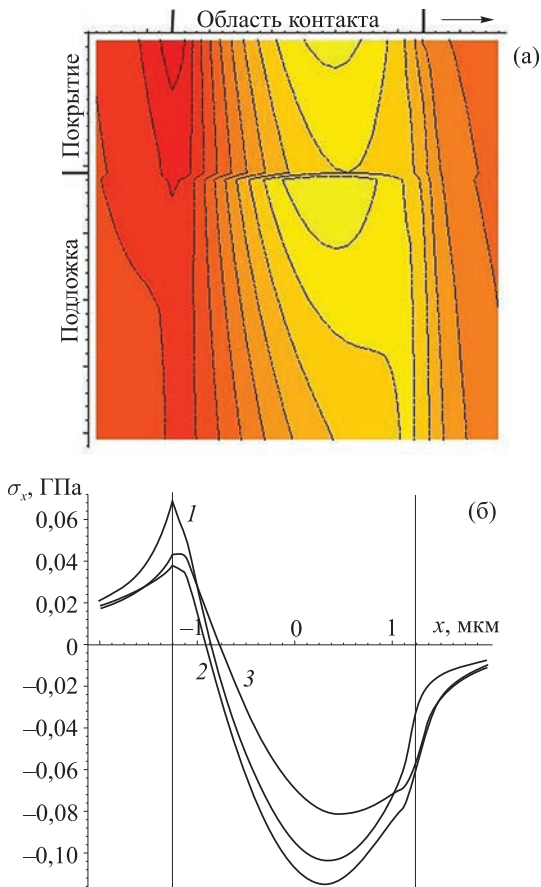 Область контакта
(а)
Покрытие
Подложка
σx, ГПа
(б)
0,06
0,04
0,02
0
−0,02
−0,04
−0,06
−0,08
−0,10
1
−1
0
1
x, мкм
2
3